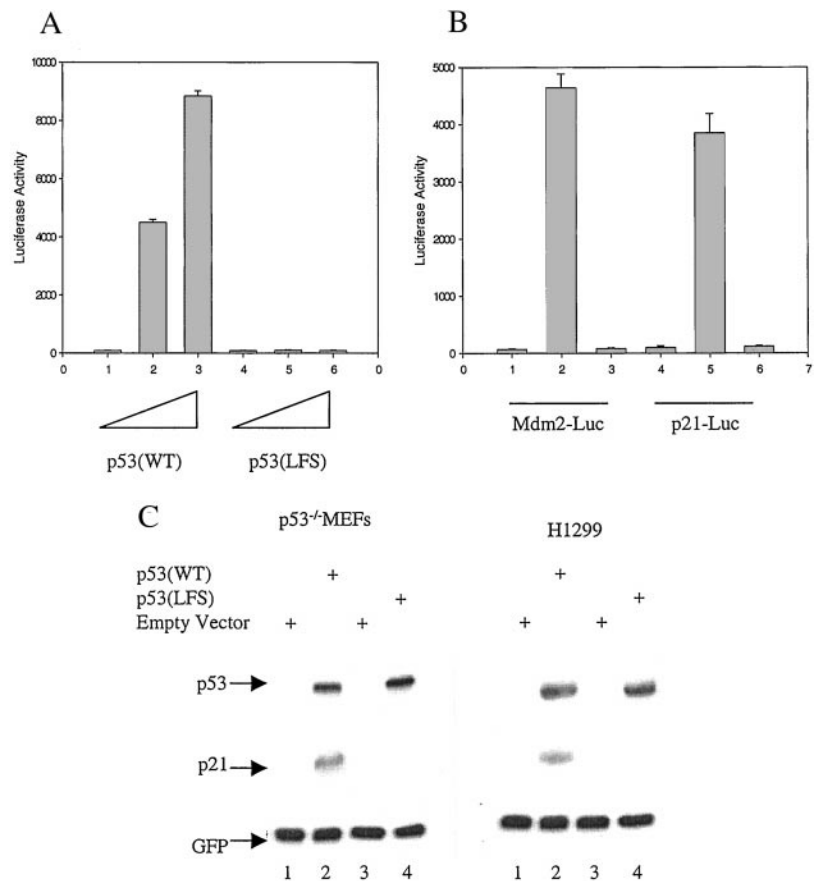 A
10000
8000
6000
4000
2000
0
Luciferase Activity
0 1 2 3 4 5 6 0
p53(WT) p53(LFS)
B
5000
4000
3000
2000
1000
0
Luciferase Activity
0 1 2 3 4 5 6 7
Mdm2-Luc p21-Luc
C
p53-/-MEFs H1299
p53(WT) + +
p53(LFS) + +
Empty Vector + + + +
p53
p21
GFP
1 2 3 4 1 2 3 4